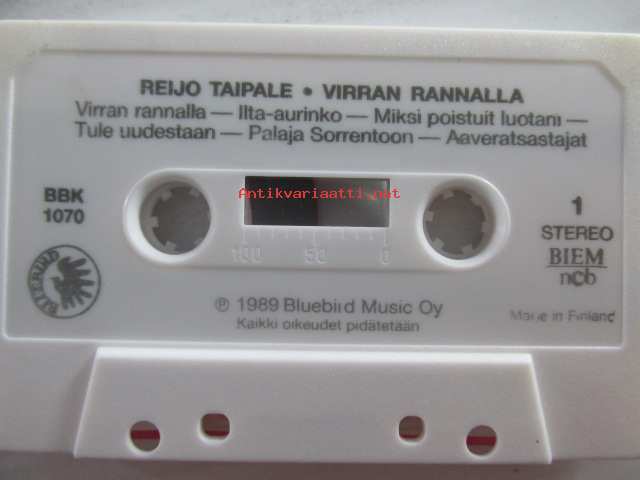 REIJO TAIPALE • VIRRAN RANNALLA
Virran rannalla — Ilta-aurinko — Miksi poistuit luotani —
Tule uudestaan — Palaja Sorrentoon — Aaveratsastajat
Antikvariaatti.net
BBK
1070
1
STEREO
BIEM
ncb
100 50 0
BLUEBIRD
℗ 1989 Bluebird Music Oy
Kaikki oikeudet pidätetään
Made in Finland